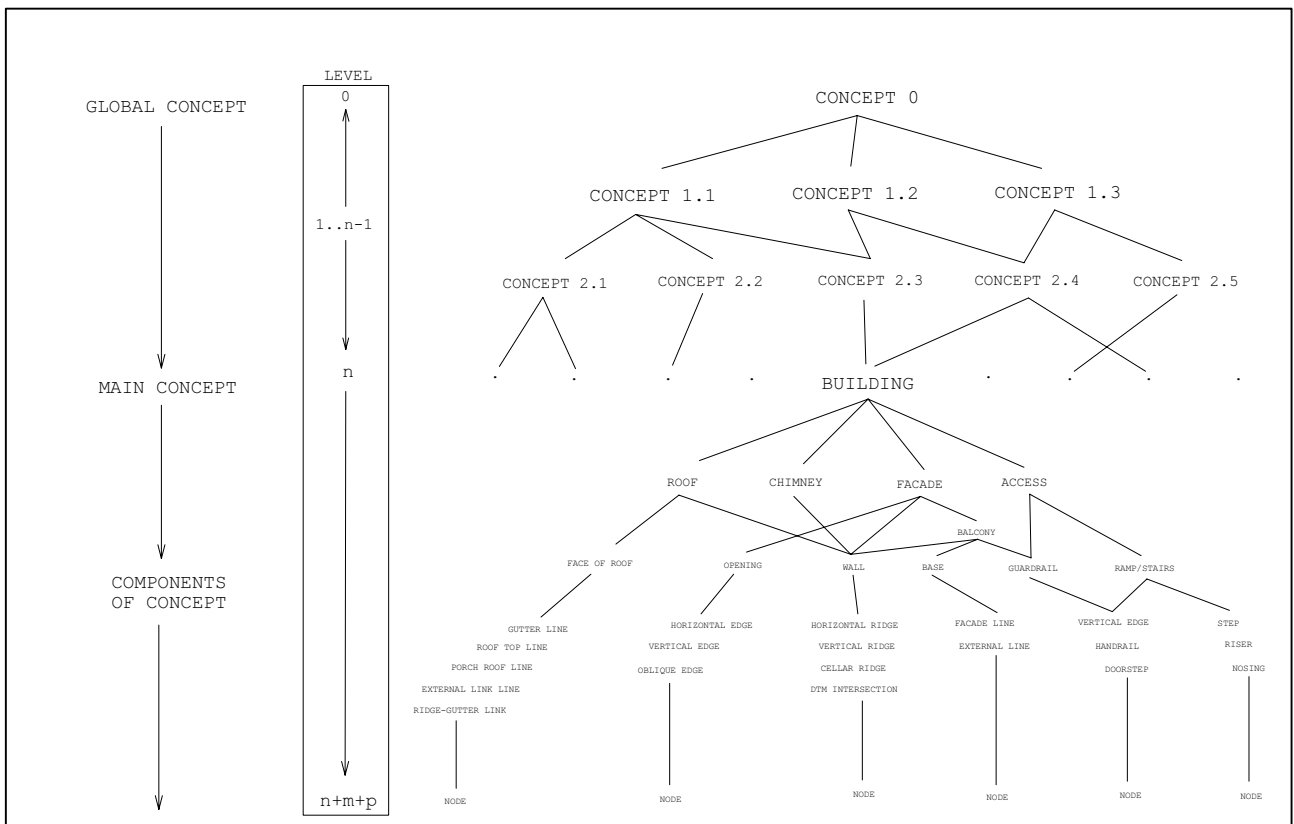 LEVEL
0
GLOBAL CONCEPT
CONCEPT 0
CONCEPT 1.1
CONCEPT 1.2
CONCEPT 1.3
1..n-1
CONCEPT 2.1
CONCEPT 2.2
CONCEPT 2.3
CONCEPT 2.4
CONCEPT 2.5
n
MAIN CONCEPT
. . . . BUILDING . . . .
ROOF
CHIMNEY
FACADE
ACCESS
BALCONY
FACE OF ROOF
OPENING
WALL
BASE
GUARDRAIL
RAMP/STAIRS
COMPONENTS
OF CONCEPT
GUTTER LINE
ROOF TOP LINE
PORCH ROOF LINE
EXTERNAL LINK LINE
RIDGE-GUTTER LINK
HORIZONTAL EDGE
VERTICAL EDGE
OBLIQUE EDGE
HORIZONTAL RIDGE
VERTICAL RIDGE
CELLAR RIDGE
DTM INTERSECTION
FACADE LINE
EXTERNAL LINE
VERTICAL EDGE
HANDRAIL
DOORSTEP
STEP
RISER
NOSING
n+m+p
NODE
NODE
NODE
NODE
NODE
NODE